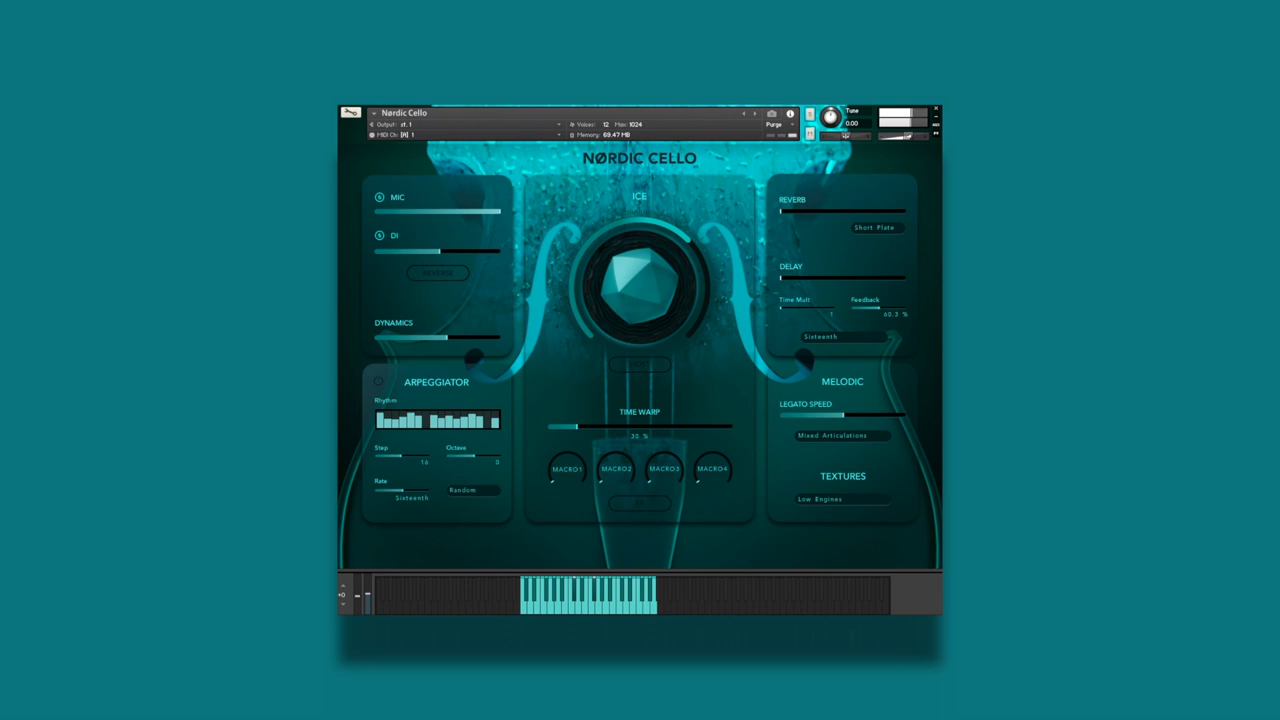 Nørdic Cello
Output: st. 1
Voices: 12 Max: 1024
Purge
MIDI Ch: [A] 1
Memory: 69.47 MB
S
M
Tune
0.00
NØRDIC CELLO
MIC
DI
REVERSE
DYNAMICS
ICE
REVERB
Short Plate
DELAY
Time Mult
Feedback
1
60.3 %
Sixteenth
ARPEGGIATOR
Rhythm
Step
Octave
16
0
Rate
Sixteenth
Random
TIME WARP
30 %
MACRO1
MACRO2
MACRO3
MACRO4
MELODIC
LEGATO SPEED
Mixed Articulations
TEXTURES
Low Engines
+0